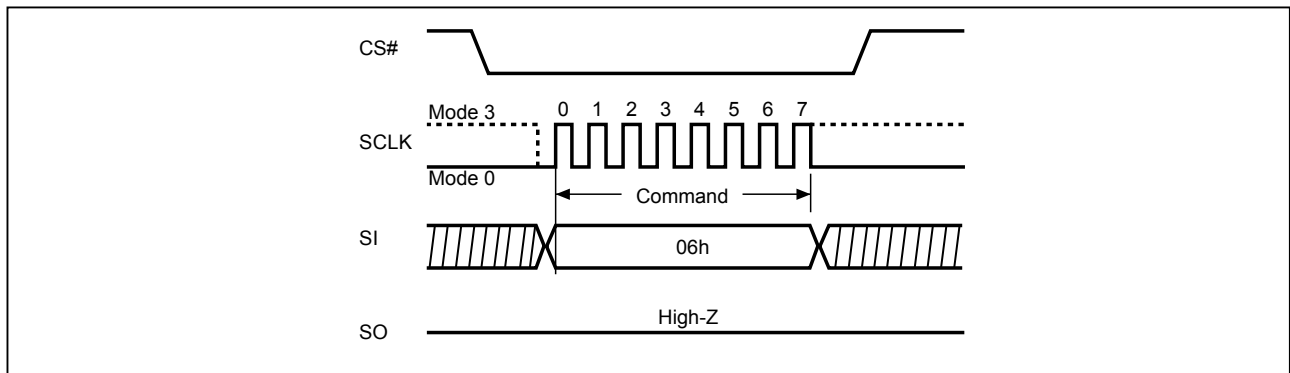 CS#
Mode 3
0 1 2 3 4 5 6 7
SCLK
Mode 0
Command
SI
06h
High-Z
SO